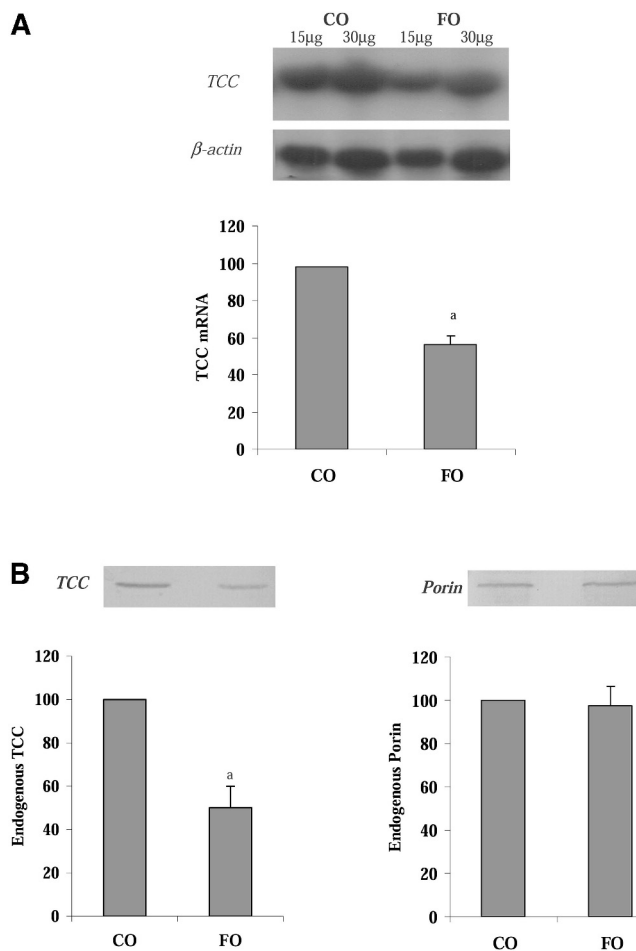 A
CO FO
15μg 30μg 15μg 30μg
TCC
β-actin
120
100
80
60
40
20
0
TCC mRNA
a
CO FO
B
TCC
120
100
80
60
40
20
0
Endogenous TCC
a
CO FO
Porin
120
100
80
60
40
20
0
Endogenous Porin
CO FO